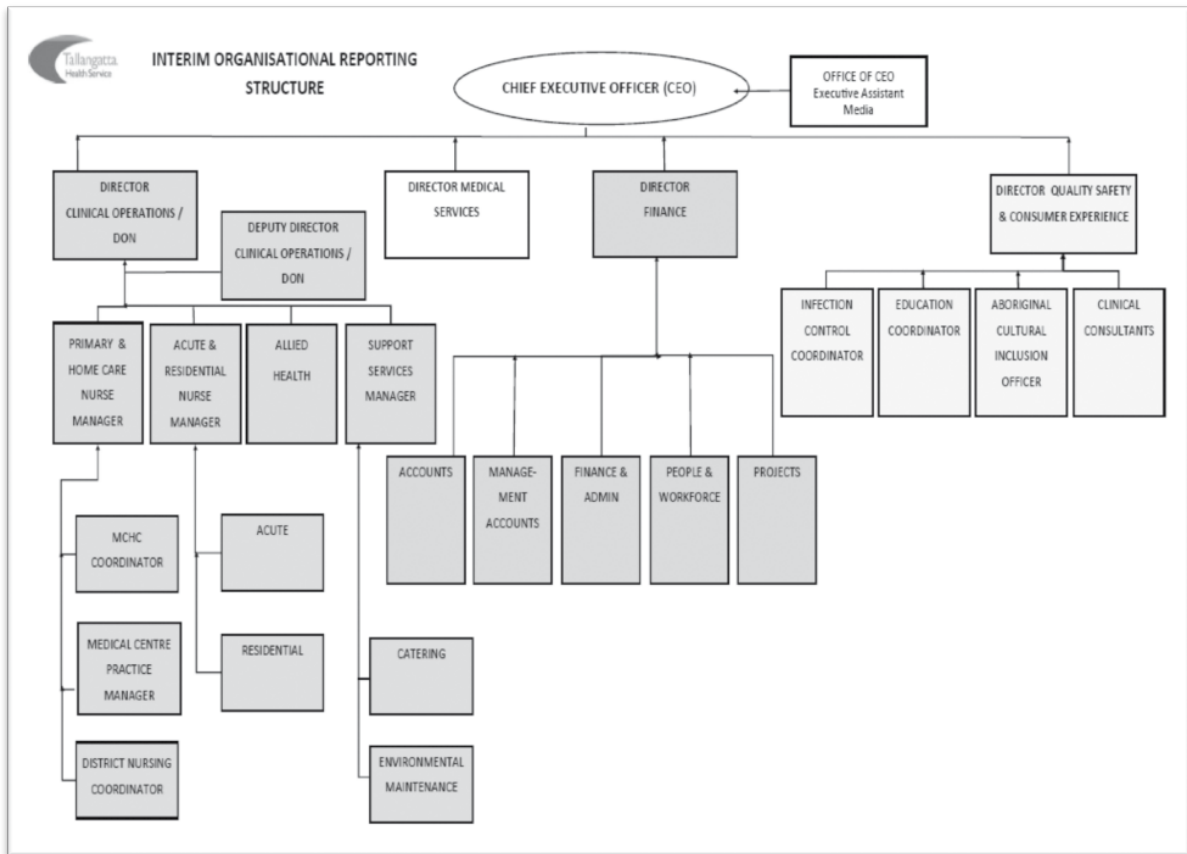 Tallangatta
Health Service
INTERIM ORGANISATIONAL REPORTING
STRUCTURE
CHIEF EXECUTIVE OFFICER (CEO)
OFFICE OF CEO
Executive Assistant
Media
DIRECTOR
CLINICAL OPERATIONS /
DON
DEPUTY DIRECTOR
CLINICAL OPERATIONS /
DON
DIRECTOR MEDICAL
SERVICES
DIRECTOR
FINANCE
DIRECTOR QUALITY SAFETY
& CONSUMER EXPERIENCE
INFECTION
CONTROL
COORDINATOR
EDUCATION
COORDINATOR
ABORIGINAL
CULTURAL
INCLUSION
OFFICER
CLINICAL
CONSULTANTS
PRIMARY &
HOME CARE
NURSE
MANAGER
ACUTE &
RESIDENTIAL
NURSE
MANAGER
ALLIED
HEALTH
SUPPORT
SERVICES
MANAGER
ACCOUNTS
MANAGE-
MENT
ACCOUNTS
FINANCE &
ADMIN
PEOPLE &
WORKFORCE
PROJECTS
MCHC
COORDINATOR
ACUTE
MEDICAL CENTRE
PRACTICE
MANAGER
RESIDENTIAL
CATERING
DISTRICT NURSING
COORDINATOR
ENVIRONMENTAL
MAINTENANCE